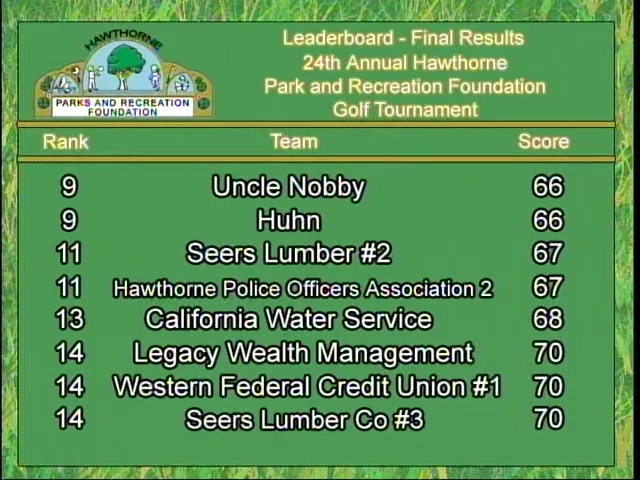 HAWTHORNE
PARKS AND RECREATION
FOUNDATION
Leaderboard - Final Results
24th Annual Hawthorne
Park and Recreation Foundation
Golf Tournament
Rank Team Score
9 Uncle Nobby 66
9 Huhn 66
11 Seers Lumber #2 67
11 Hawthorne Police Officers Association 2 67
13 California Water Service 68
14 Legacy Wealth Management 70
14 Western Federal Credit Union #1 70
14 Seers Lumber Co #3 70